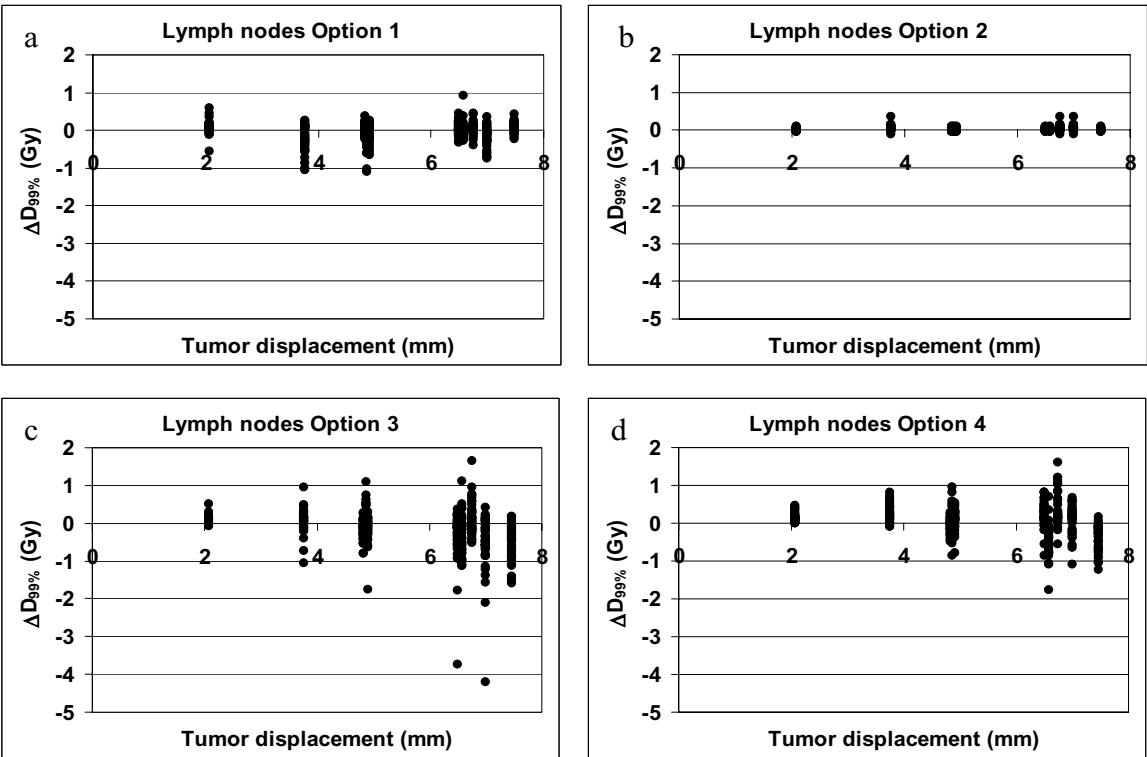 a
Lymph nodes Option 1
2
1
0
-1
-2
-3
-4
-5
0 2 4 6 8
ΔD99% (Gy)
Tumor displacement (mm)
b
Lymph nodes Option 2
2
1
0
-1
-2
-3
-4
-5
0 2 4 6 8
ΔD99% (Gy)
Tumor displacement (mm)
c
Lymph nodes Option 3
2
1
0
-1
-2
-3
-4
-5
0 2 4 6 8
ΔD99% (Gy)
Tumor displacement (mm)
d
Lymph nodes Option 4
2
1
0
-1
-2
-3
-4
-5
0 2 4 6 8
ΔD99% (Gy)
Tumor displacement (mm)